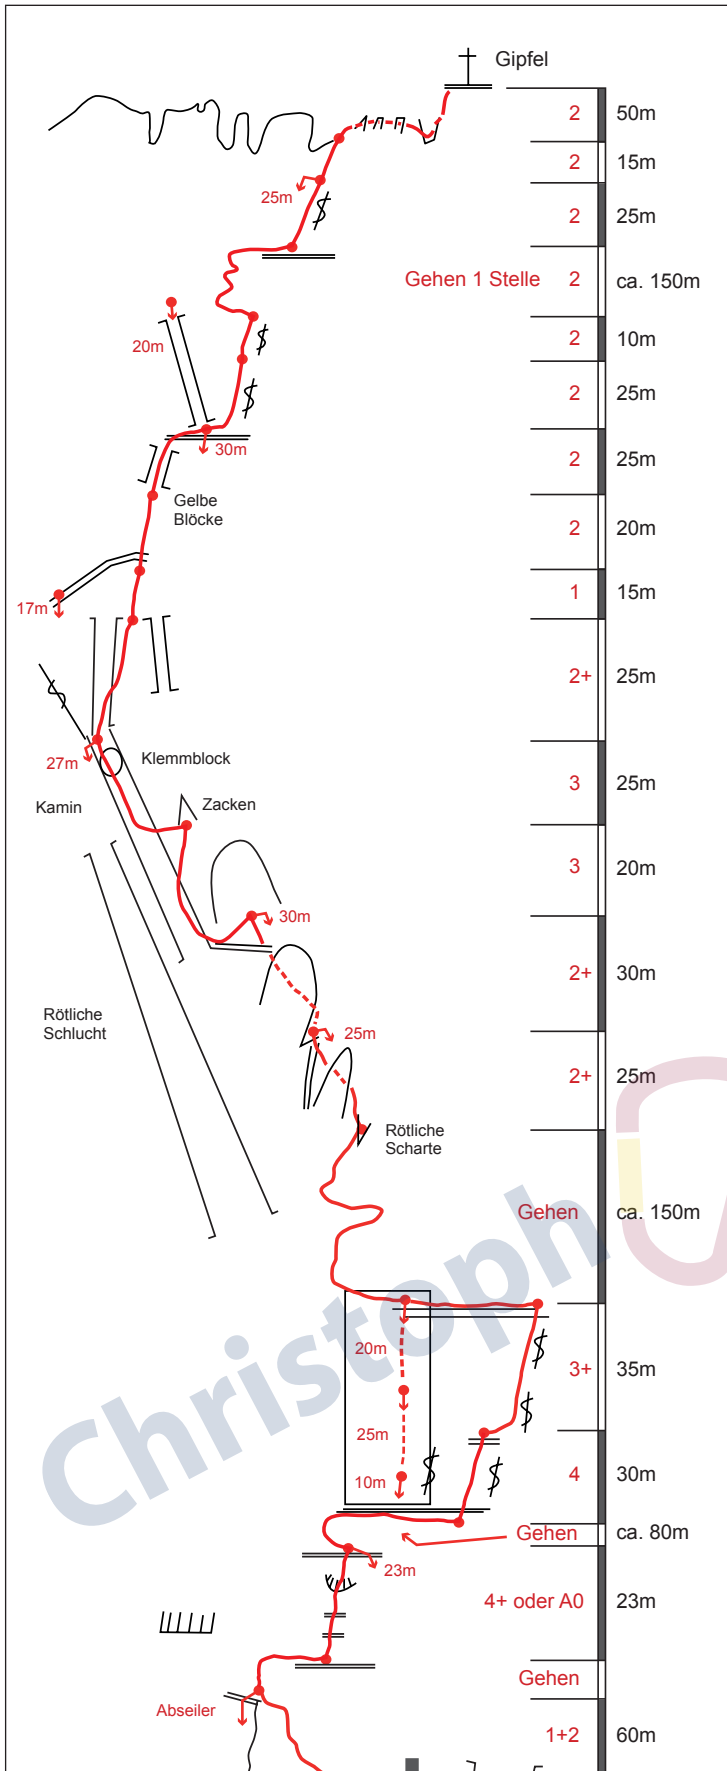 Gipfel
2 50m
2 15m
25m
2 25m
Gehen 1 Stelle 2 ca. 150m
20m
2 10m
2 25m
30m
2 25m
Gelbe
Blöcke
2 20m
17m
1 15m
2+ 25m
27m
Klemmblock
3 25m
Kamin
Zacken
3 20m
30m
2+ 30m
Rötliche
Schlucht
25m
2+ 25m
Rötliche
Scharte
Gehen ca. 150m
20m
3+ 35m
25m
10m
4 30m
Gehen ca. 80m
23m
4+ oder A0 23m
Gehen
Abseiler
1+2 60m
Christoph